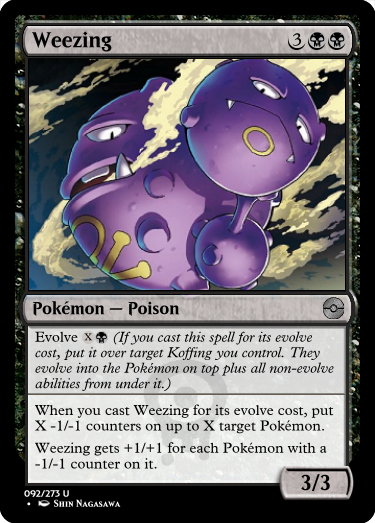 Weezing 3
Pokémon — Poison
Evolve X (If you cast this spell for its evolve
cost, put it over target Koffing you control. They
evolve into the Pokémon on top plus all non-evolve
abilities from under it.)
When you cast Weezing for its evolve cost, put
X -1/-1 counters on up to X target Pokémon.
Weezing gets +1/+1 for each Pokémon with a
-1/-1 counter on it.
3/3
092/273 U
• Shin Nagasawa